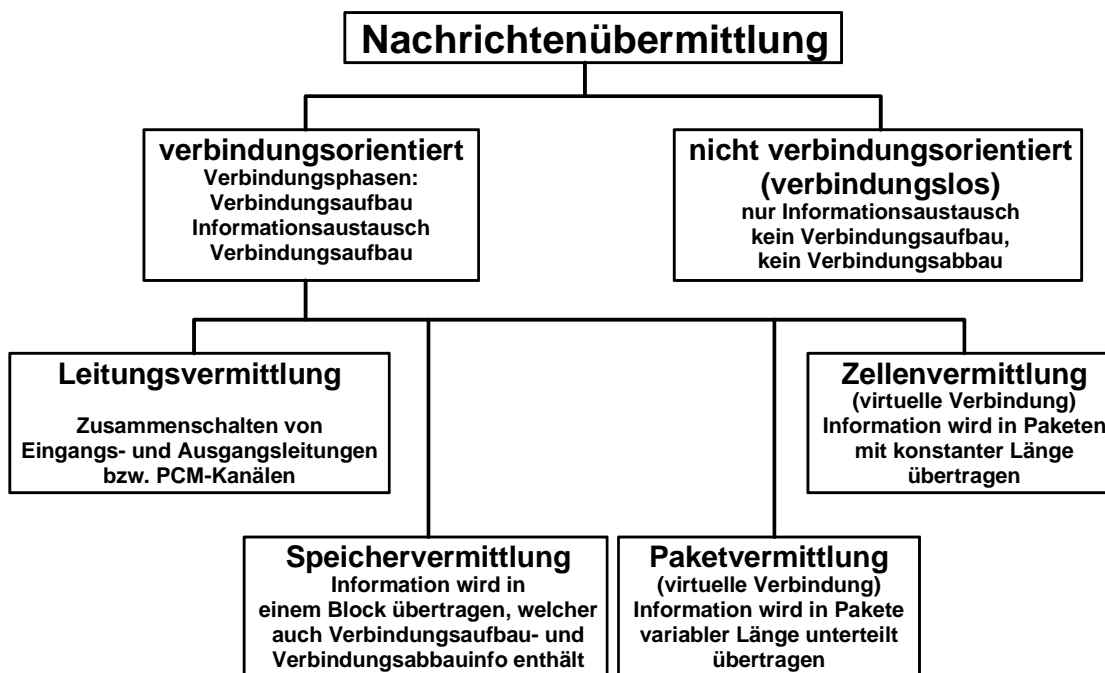 Nachrichtenübermittlung
verbindungsorientiert
Verbindungsphasen:
Verbindungsaufbau
Informationsaustausch
Verbindungsaufbau
nicht verbindungsorientiert
(verbindungslos)
nur Informationsaustausch
kein Verbindungsaufbau,
kein Verbindungsabbau
Leitungsvermittlung
Zusammenschalten von
Eingangs- und Ausgangsleitungen
bzw. PCM-Kanälen
Zellenvermittlung
(virtuelle Verbindung)
Information wird in Paketen
mit konstanter Länge
übertragen
Speichervermittlung
Information wird in
einem Block übertragen, welcher
auch Verbindungsaufbau- und
Verbindungsabbauinfo enthält
Paketvermittlung
(virtuelle Verbindung)
Information wird in Pakete
variabler Länge unterteilt
übertragen